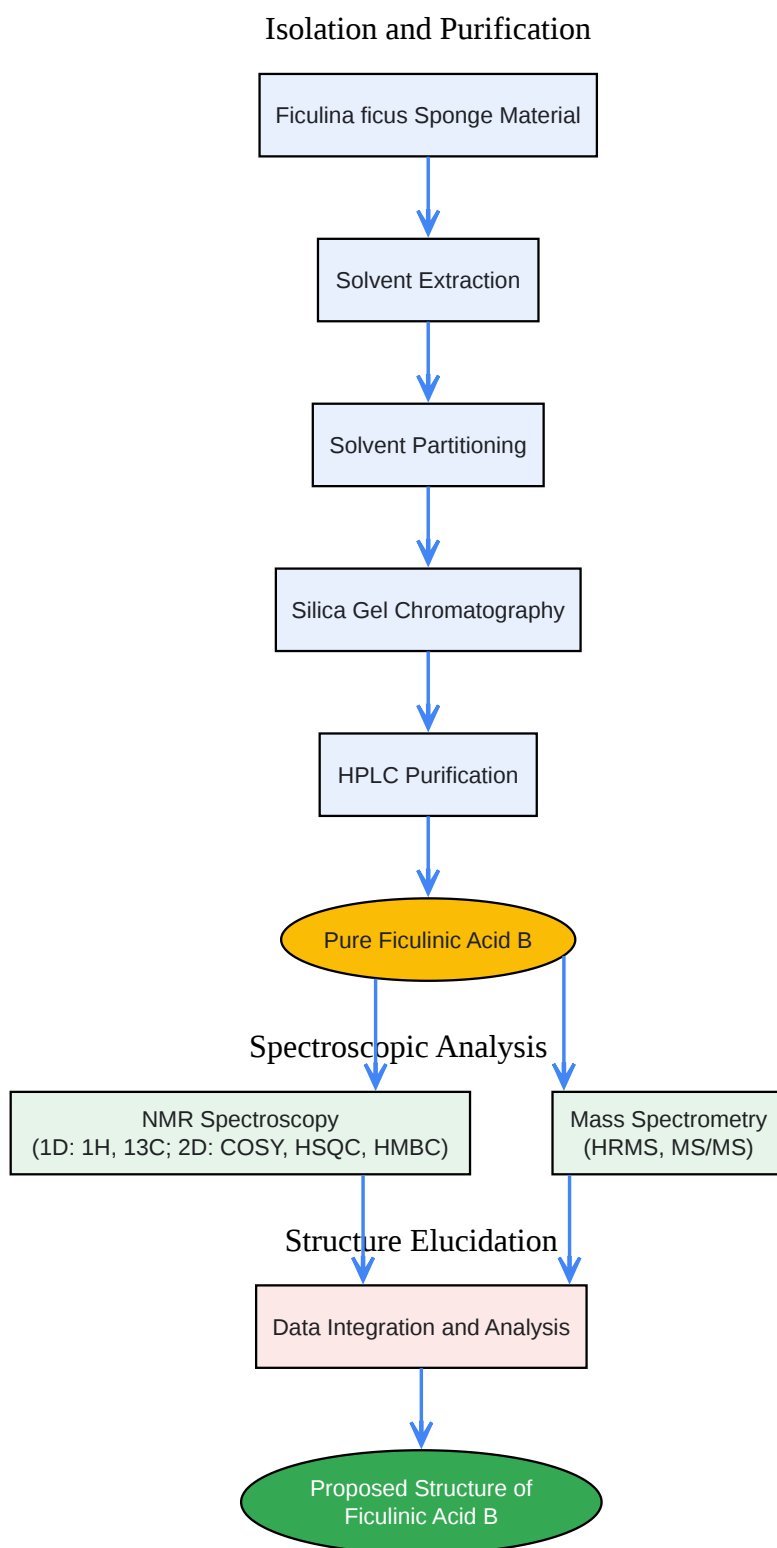 Isolation and Purification
Ficulina ficus Sponge Material
Solvent Extraction
Solvent Partitioning
Silica Gel Chromatography
HPLC Purification
Pure Ficulinic Acid B
Spectroscopic Analysis
NMR Spectroscopy
(1D: 1H, 13C; 2D: COSY, HSQC, HMBC)
Mass Spectrometry
(HRMS, MS/MS)
Structure Elucidation
Data Integration and Analysis
Proposed Structure of
Ficulinic Acid B